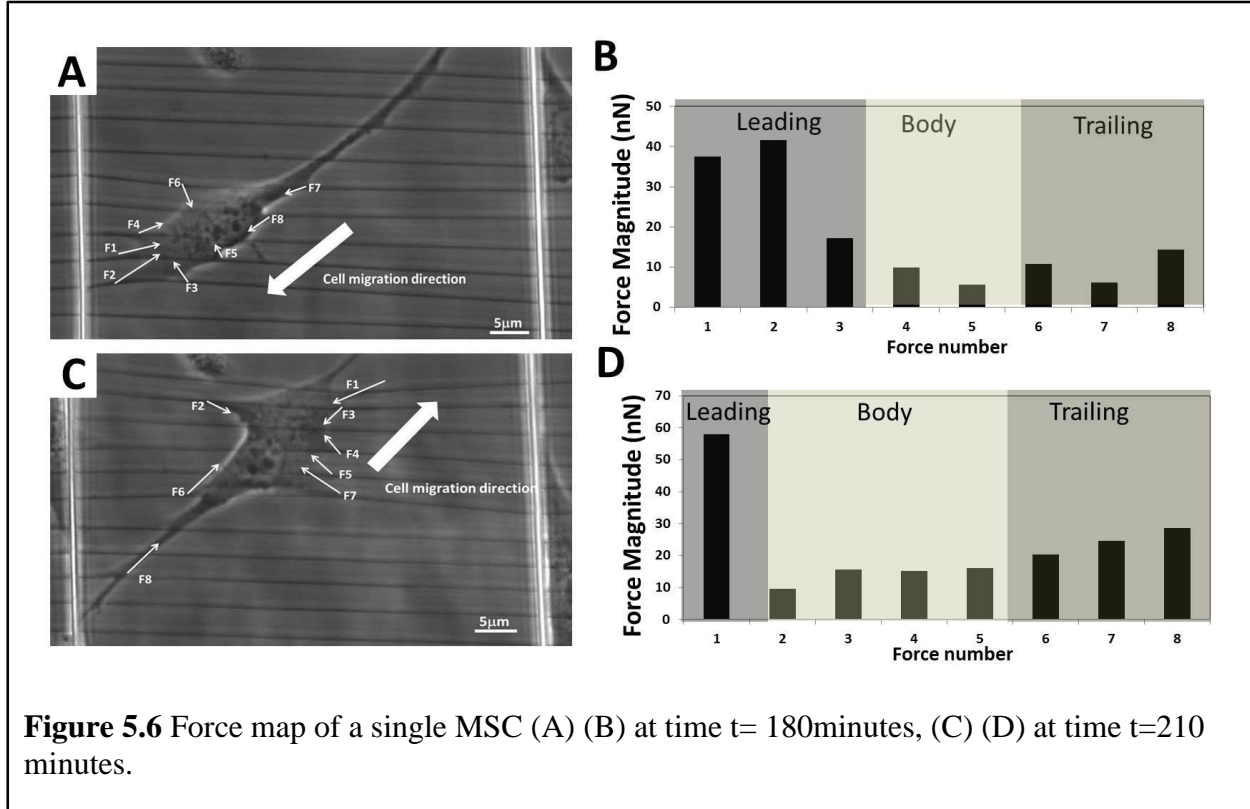 A
F6
F7
F4
F8
F1
F5
F2
F3
Cell migration direction
5μm
B
Force Magnitude (nN)
50
40
30
20
10
0
Leading
Body
Trailing
1 2 3 4 5 6 7 8
Force number
C
F1
F2
F3
F4
F5
F6
F7
Cell migration direction
F8
5μm
D
Force Magnitude (nN)
70
60
50
40
30
20
10
0
Leading
Body
Trailing
1 2 3 4 5 6 7 8
Force number
Figure 5.6 Force map of a single MSC (A) (B) at time t= 180minutes, (C) (D) at time t=210
minutes.